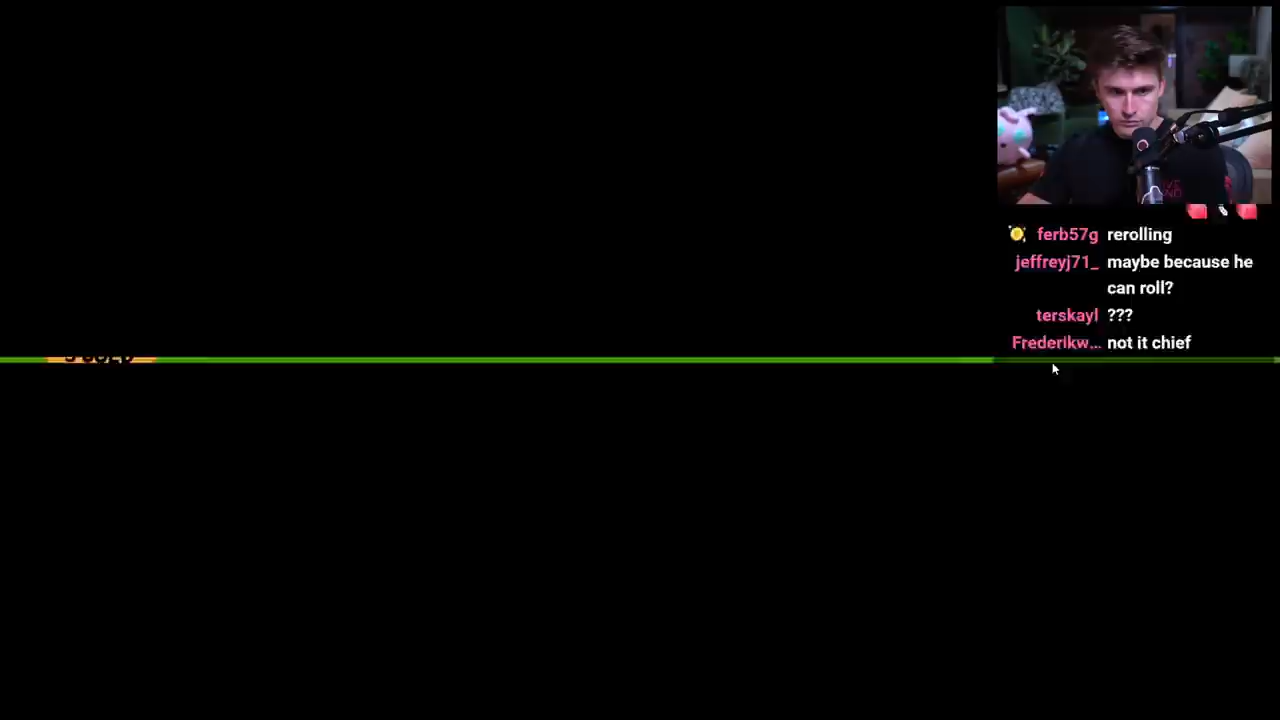 ferb57g rerolling
jeffreyj71_ maybe because he
can roll?
terskayl ???
Frederikw... not it chief